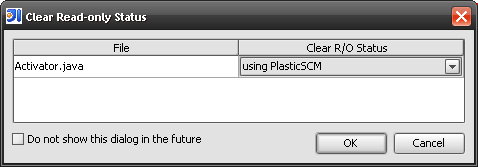 Clear Read-only Status
File Clear R/O Status
Activator.java using PlasticSCM
Do not show this dialog in the future
OK Cancel